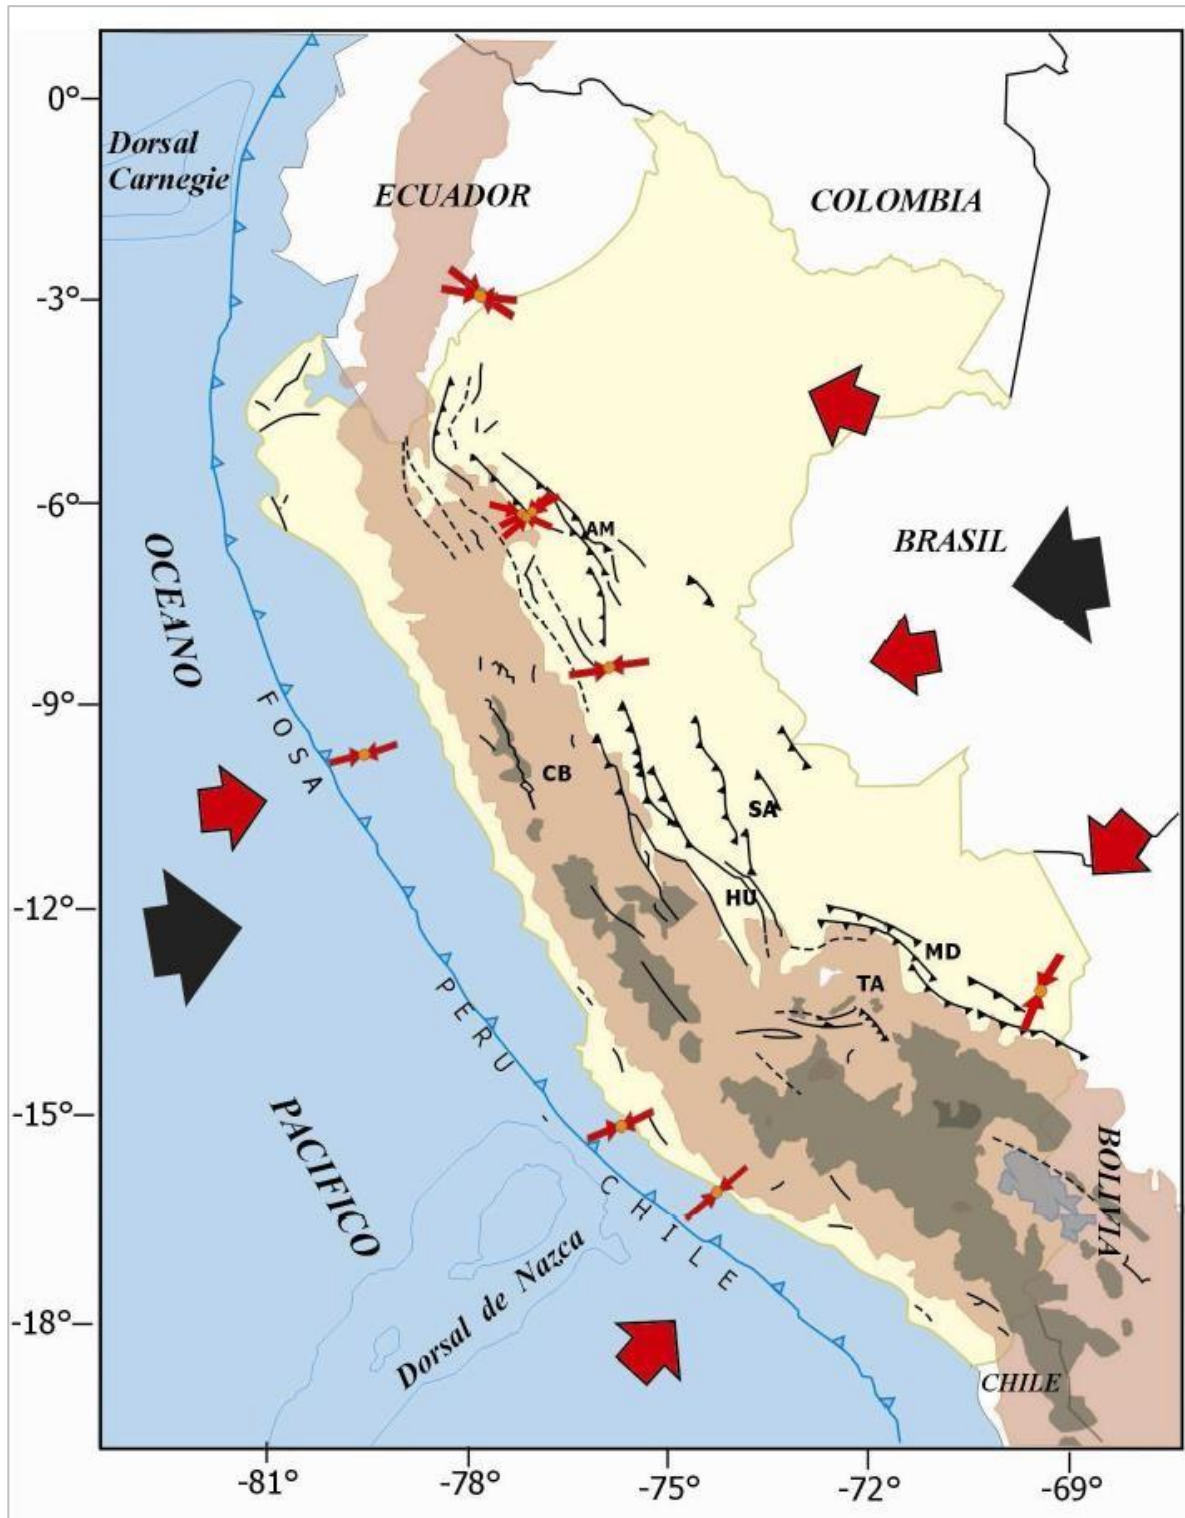 0°
Dorsal
Carnegie
ECUADOR
COLOMBIA
-3°
-6°
AM
BRASIL
OCEANO
-9°
FOSA
CB
SA
HU
-12°
MD
TA
PERU
-
-15°
PACIFICO
BOLIVIA
CHILE
Dorsal de Nazca
-18°
CHILE
-81°
-78°
-75°
-72°
-69°